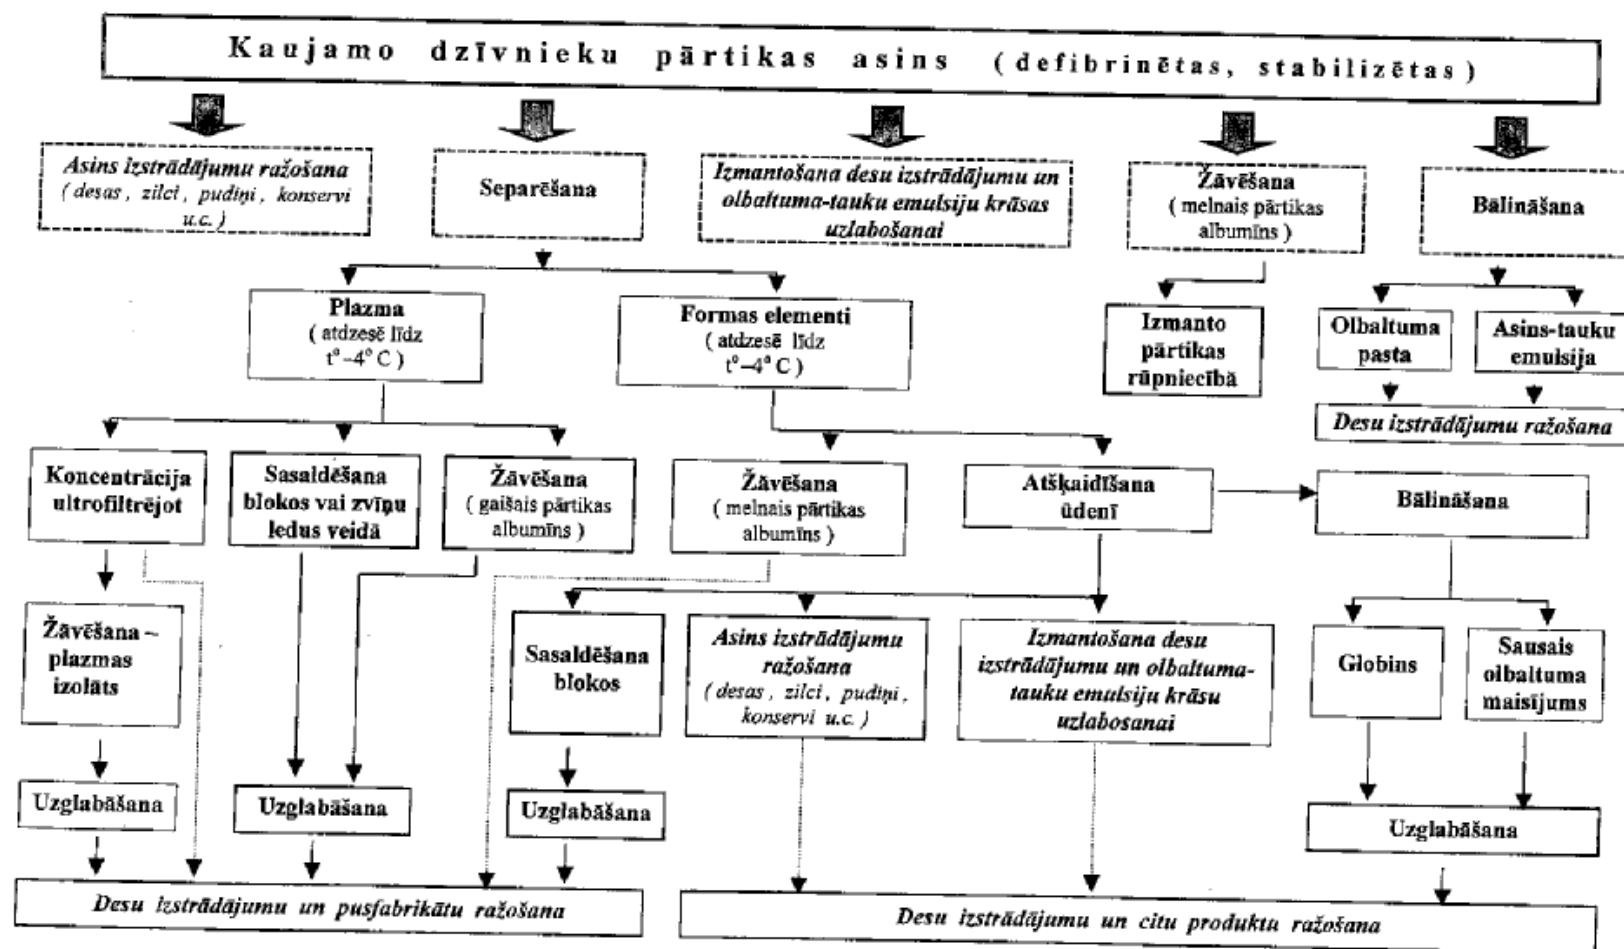 Kaujamo dzīvnieku pārtikas asins (defibrinētas, stabilizētas)
Asins izstrādājumu ražošana
(desas, zilci, pudiņi, konservi
u.c.)
Separēšana
Izmantošana desu izstrādājumu un
olbaltuma-tauku emulsiju krāsas
uzlabošanai
Žāvēšana
(melnais pārtikas
albumīns)
Bālināšana
Plazma
(atdzesē līdz
t°–4°C)
Formas elementi
(atdzesē līdz
t°–4°C)
Izmanto
pārtikas
rūpniecībā
Olbaltuma
pasta
Asins-tauku
emulsija
Desu izstrādājumu ražošana
Koncentrācija
ultrofiltrējot
Sasaldēšana
blokos vai zvīņu
ledus veidā
Žāvēšana
(gaišais pārtikas
albumīns)
Žāvēšana
(melnais pārtikas
albumīns)
Atšķaidīšana
ūdenī
Bālināšana
Žāvēšana –
plazmas
izolāts
Sasaldēšana
blokos
Asins izstrādājumu
ražošana
(desas, zilci, pudiņi,
konservi u.c.)
Izmantošana desu
izstrādājumu un olbaltuma-
tauku emulsiju krāsu
uzlabosanai
Globins
Sausais
olbaltuma
maisījums
Uzglabāšana
Uzglabāšana
Uzglabāšana
Uzglabāšana
Desu izstrādājumu un pusfabrikātu ražošana
Desu izstrādājumu un citu produktu ražošana